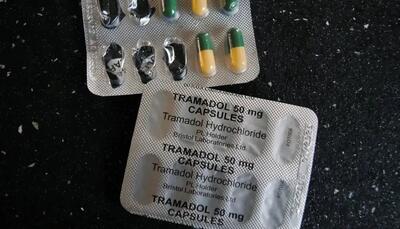 TRAMADOL 50 mg
CAPSULES
Tramadol Hydrochloride
PL Holder
Bristol Laboratories Ltd
TRAMADOL 50 mg
CAPSULES
Tramadol Hydrochloride
PL Holder
Bristol Laboratories Ltd
TRAMADOL 50 mg
CAPSULES